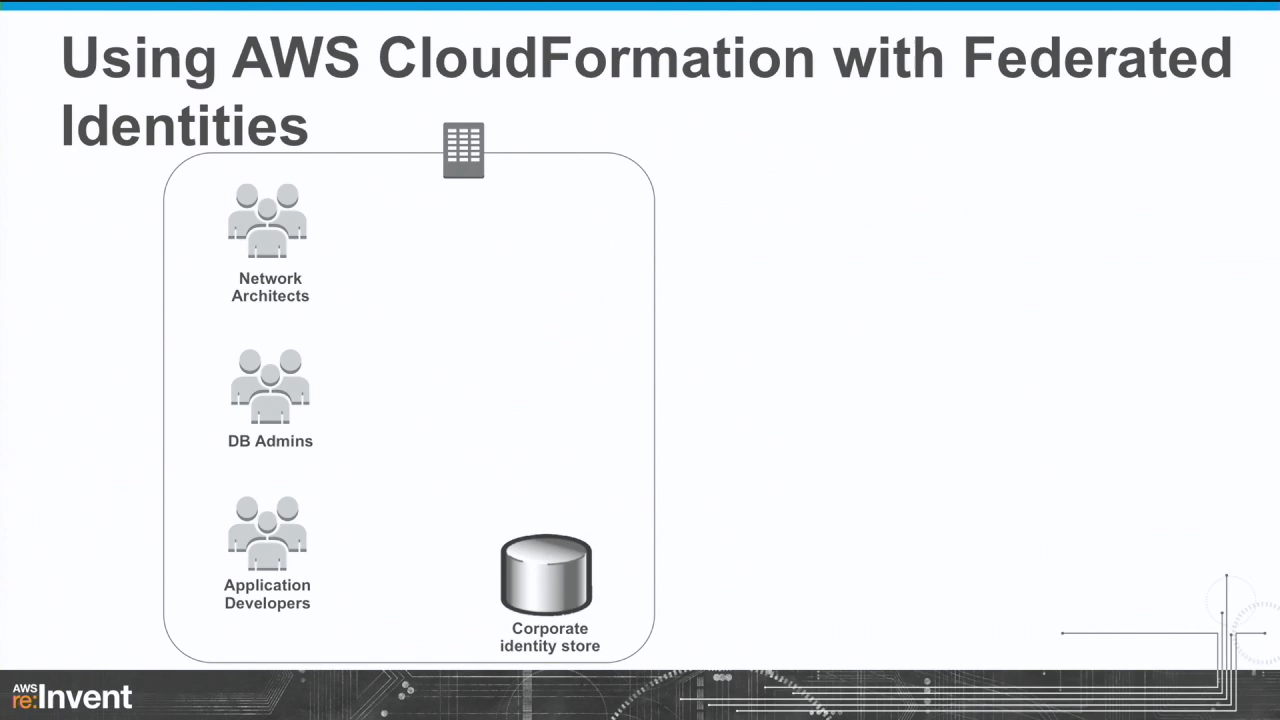 Using AWS CloudFormation with Federated
Identities
Network
Architects
DB Admins
Application
Developers
Corporate
identity store
AWS
re:Invent